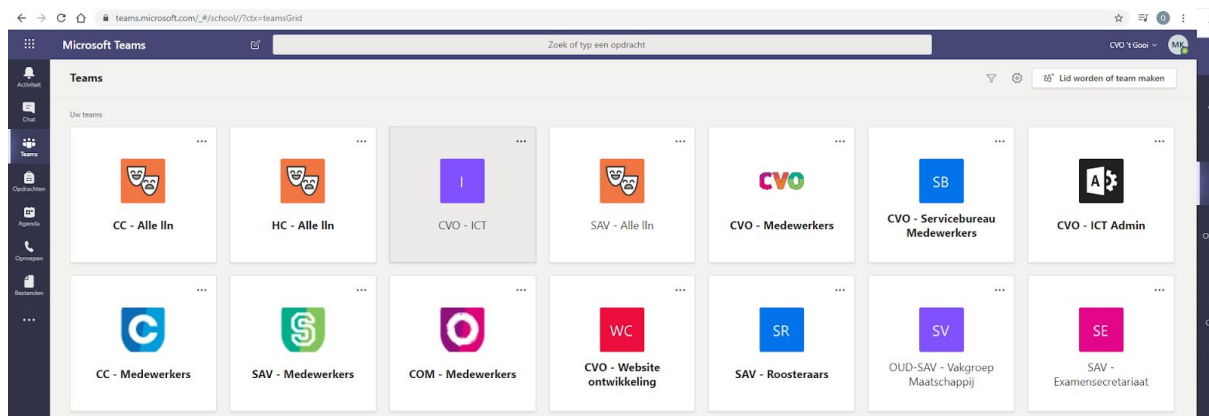 teams.microsoft.com/_#/school//?ctx=teamsGrid
O
Microsoft Teams
Zoek of typ een opdracht
CVO 't Gooi
MK
Activiteit
Chat
Teams
Opdrachten
Agenda
Oproepen
Bestanden
Teams
Lid worden of team maken
Uw teams
CC - Alle lln
HC - Alle lln
I
CVO - ICT
SAV - Alle lln
CVO
CVO - Medewerkers
SB
CVO - Servicebureau
Medewerkers
A
CVO - ICT Admin
C
CC - Medewerkers
S
SAV - Medewerkers
O
COM - Medewerkers
WC
CVO - Website
ontwikkeling
SR
SAV - Roosteraars
SV
OUD-SAV - Vakgroep
Maatschappij
SE
SAV -
Examensecretariaat